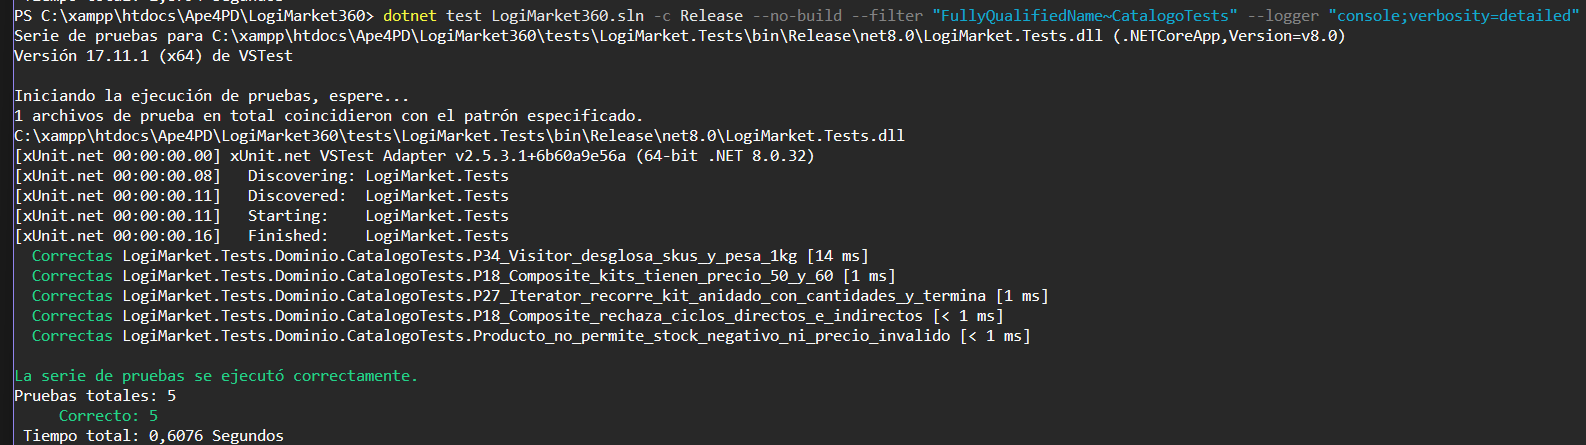 PS C:\xampp\htdocs\Ape4PD\LogiMarket360> dotnet test LogiMarket360.sln -c Release --no-build --filter "FullyQualifiedName~CatalogoTests" --logger "console;verbosity=detailed"
Serie de pruebas para C:\xampp\htdocs\Ape4PD\LogiMarket360\tests\LogiMarket.Tests\bin\Release\net8.0\LogiMarket.Tests.dll (.NETCoreApp,Version=v8.0)
Versión 17.11.1 (x64) de VSTest
Iniciando la ejecución de pruebas, espere...
1 archivos de prueba en total coincidieron con el patrón especificado.
C:\xampp\htdocs\Ape4PD\LogiMarket360\tests\LogiMarket.Tests\bin\Release\net8.0\LogiMarket.Tests.dll
[xUnit.net 00:00:00.00] xUnit.net VSTest Adapter v2.5.3.1+6b60a9e56a (64-bit .NET 8.0.32)
[xUnit.net 00:00:00.08]   Discovering: LogiMarket.Tests
[xUnit.net 00:00:00.11]   Discovered:  LogiMarket.Tests
[xUnit.net 00:00:00.11]   Starting:    LogiMarket.Tests
[xUnit.net 00:00:00.16]   Finished:    LogiMarket.Tests
  Correctas LogiMarket.Tests.Dominio.CatalogoTests.P34_Visitor_desglosa_skus_y_pesa_1kg [14 ms]
  Correctas LogiMarket.Tests.Dominio.CatalogoTests.P18_Composite_kits_tienen_precio_50_y_60 [1 ms]
  Correctas LogiMarket.Tests.Dominio.CatalogoTests.P27_Iterator_recorre_kit_anidado_con_cantidades_y_termina [1 ms]
  Correctas LogiMarket.Tests.Dominio.CatalogoTests.P18_Composite_rechaza_ciclos_directos_e_indirectos [< 1 ms]
  Correctas LogiMarket.Tests.Dominio.CatalogoTests.Producto_no_permite_stock_negativo_ni_precio_invalido [< 1 ms]
La serie de pruebas se ejecutó correctamente.
Pruebas totales: 5
     Correcto: 5
 Tiempo total: 0,6076 Segundos